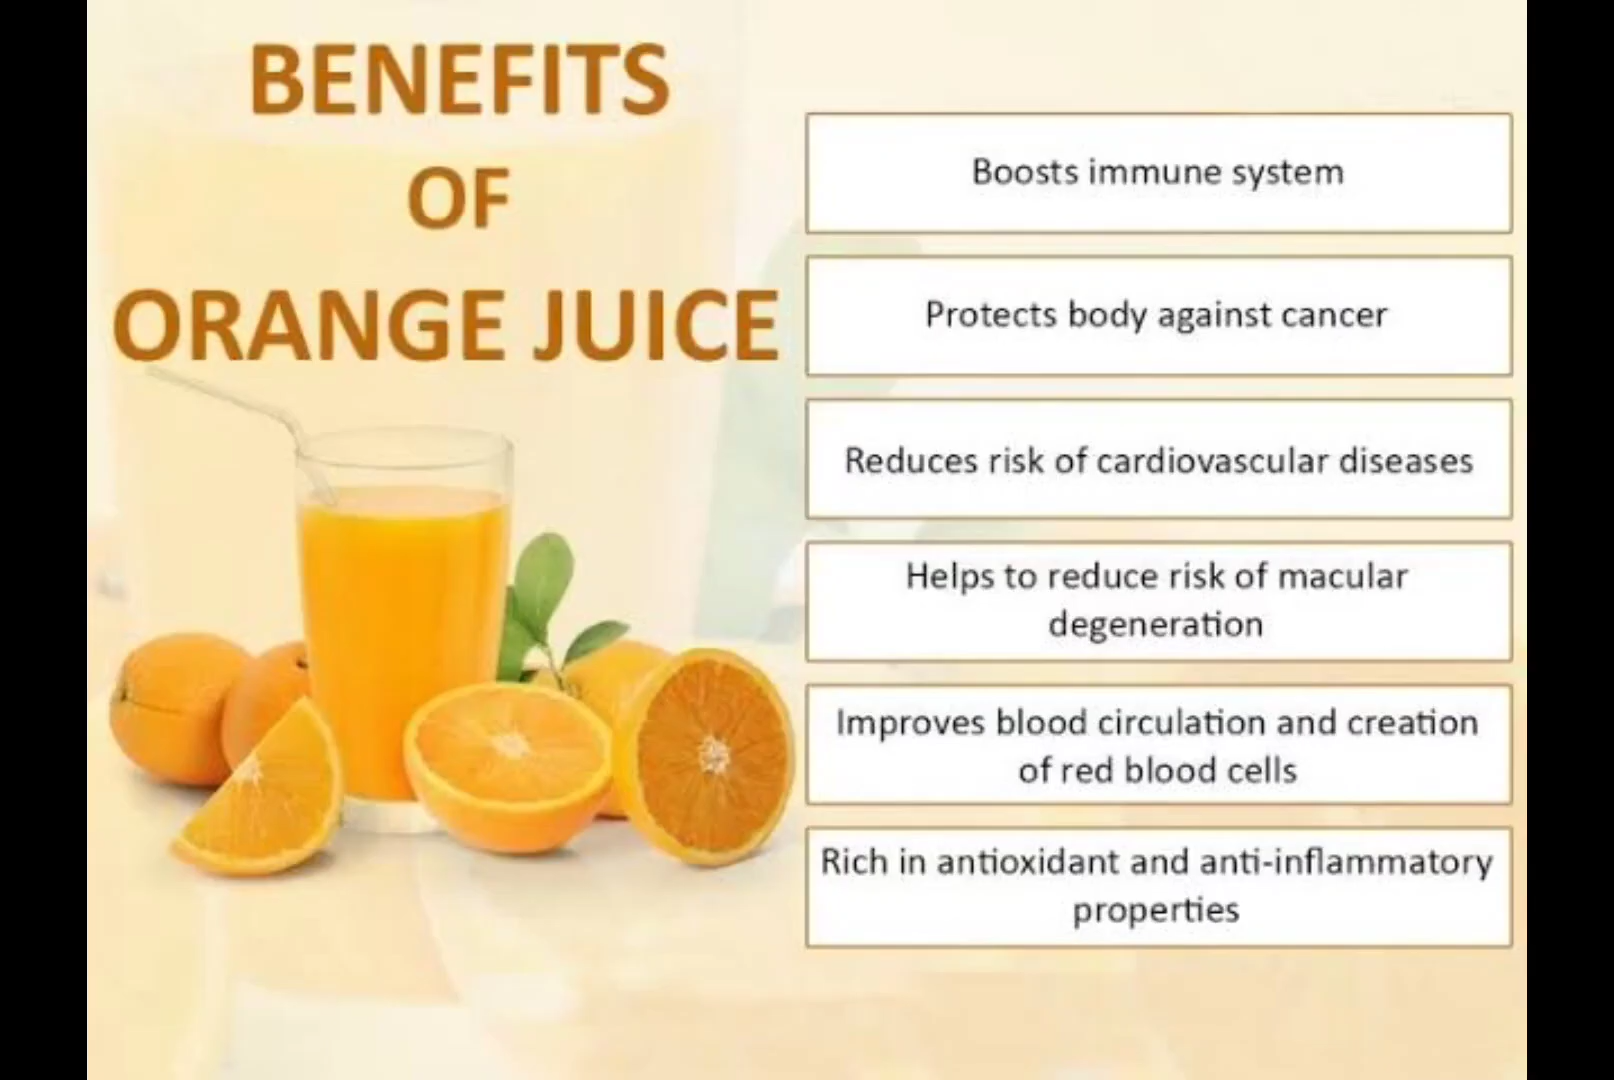 BENEFITS
OF
ORANGE JUICE
Boosts immune system
Protects body against cancer
Reduces risk of cardiovascular diseases
Helps to reduce risk of macular
degeneration
Improves blood circulation and creation
of red blood cells
Rich in antioxidant and anti-inflammatory
properties